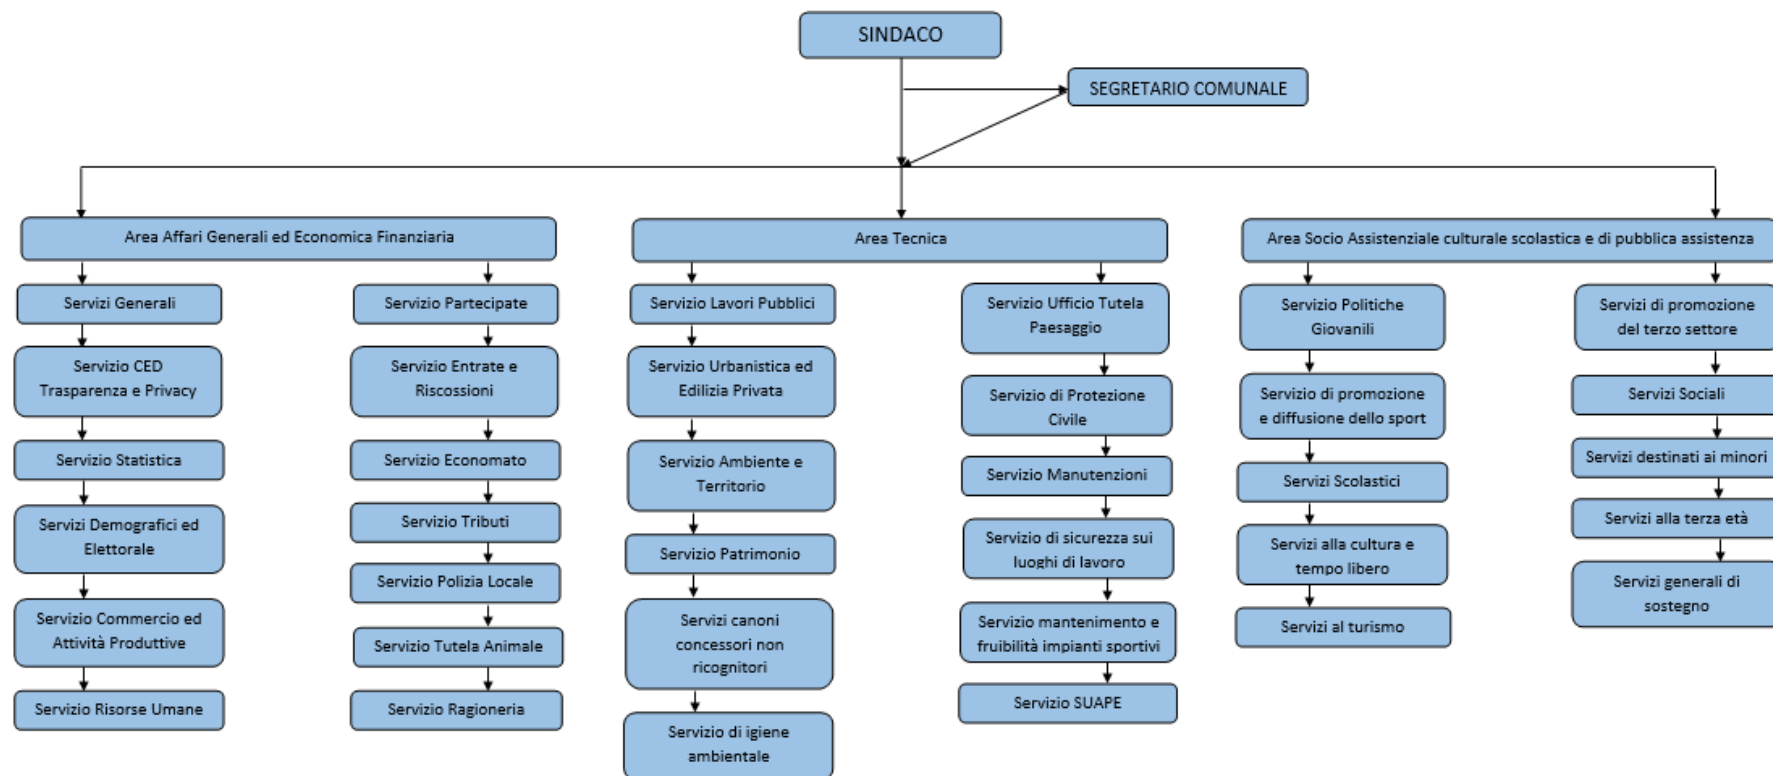 SINDACO
SEGRETARIO COMUNALE
Area Affari Generali ed Economica Finanziaria
Servizi Generali
Servizio CED
Trasparenza e Privacy
Servizio Statistica
Servizi Demografici ed
Elettorale
Servizio Commercio ed
Attività Produttive
Servizio Risorse Umane
Servizio Partecipate
Servizio Entrate e
Riscossioni
Servizio Economato
Servizio Tributi
Servizio Polizia Locale
Servizio Tutela Animale
Servizio Ragioneria
Area Tecnica
Servizio Lavori Pubblici
Servizio Urbanistica ed
Edilizia Privata
Servizio Ambiente e
Territorio
Servizio Patrimonio
Servizi canoni
concessori non
ricognitori
Servizio di igiene
ambientale
Servizio Ufficio Tutela
Paesaggio
Servizio di Protezione
Civile
Servizio Manutenzioni
Servizio di sicurezza sui
luoghi di lavoro
Servizio mantenimento e
fruibilità impianti sportivi
Servizio SUAPE
Area Socio Assistenziale culturale scolastica e di pubblica assistenza
Servizio Politiche
Giovanili
Servizio di promozione
e diffusione dello sport
Servizi Scolastici
Servizi alla cultura e
tempo libero
Servizi al turismo
Servizi di promozione
del terzo settore
Servizi Sociali
Servizi destinati ai minori
Servizi alla terza età
Servizi generali di
sostegno